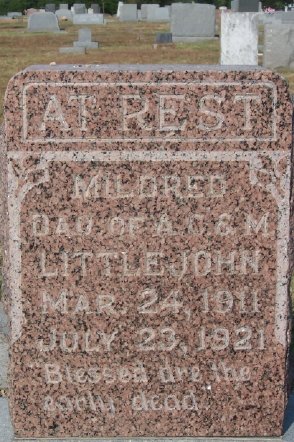 AT REST
MILDRED
DAU. OF A. C. & M.
LITTLEJOHN
MAR. 24, 1911
JULY 23, 1921
"Blessed are the
early dead."